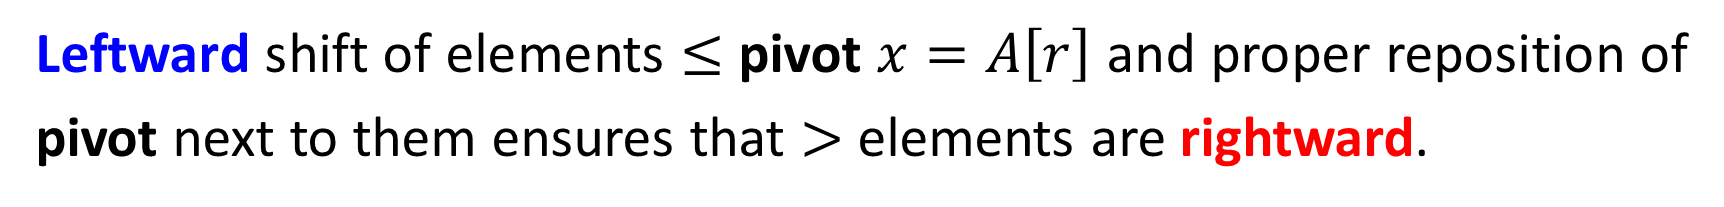 Leftward shift of elements ≤ pivot x = A[r] and proper reposition of
pivot next to them ensures that > elements are rightward.